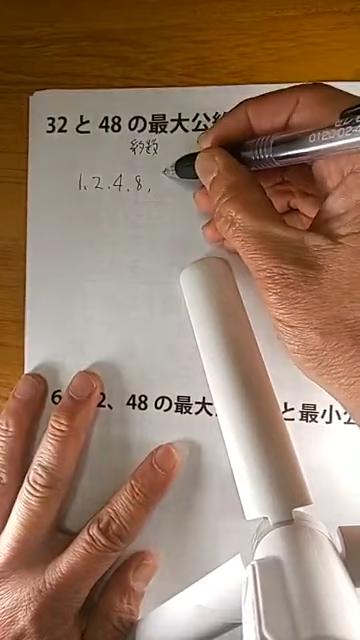 32 と 48 の最大公
約数
1.2.4.8,
6 2、48 の最大 と最小公